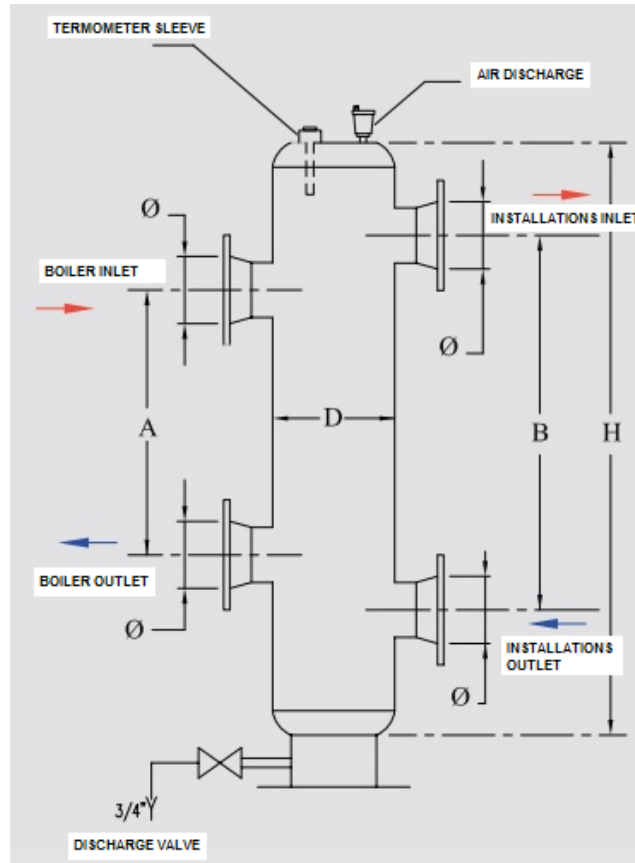 TERMOMETER SLEEVE
AIR DISCHARGE
Ø
INSTALLATIONS INLET
BOILER INLET
Ø
A
D
B
H
BOILER OUTLET
Ø
INSTALLATIONS
OUTLET
Ø
3/4"
DISCHARGE VALVE